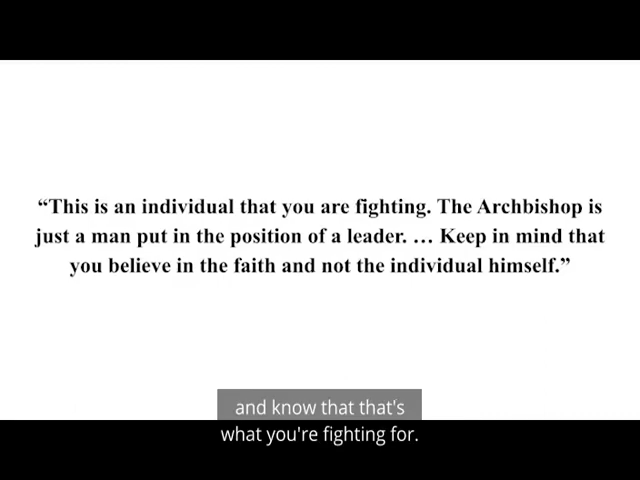 “This is an individual that you are fighting. The Archbishop is
just a man put in the position of a leader. … Keep in mind that
you believe in the faith and not the individual himself.”
and know that that's
what you're fighting for.